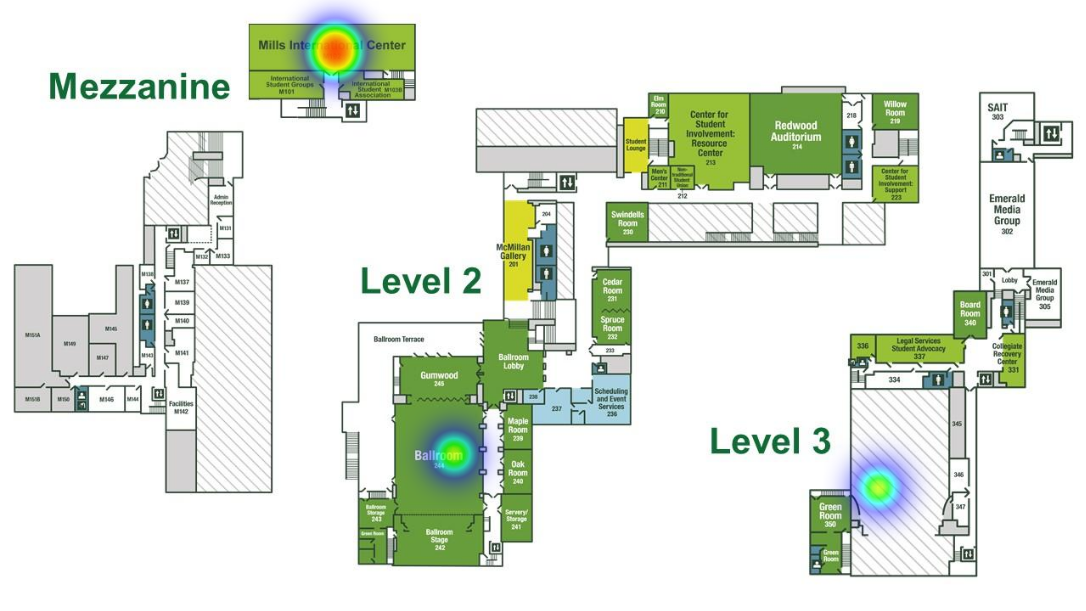 Mills International Center
International
Student Groups
M101
International
Student M103B
Association
Mezzanine
Admin
Reception
M131
M132
M133
M138
M137
M139
M140
M141
M143
M151A
M149
M145
M147
M151B
M150
M146
M144
Facilities
M142
Level 2
Student
Lounge
Elm
Room
210
Center for
Student
Involvement:
Resource
Center
213
Redwood
Auditorium
214
218
Willow
Room
219
Men's
Center
211
Non-
traditional
Student
Union
212
Center for
Student
Involvement:
Support
223
Swindells
Room
230
204
McMillan
Gallery
201
Cedar
Room
231
Spruce
Room
232
233
Ballroom Terrace
Ballroom
Lobby
Gumwood
Scheduling
and Event
Services
236
237
238
Maple
Room
239
Ballroom
244
Oak
Room
240
Servery/
Storage
241
Ballroom
Storage
243
Green Room
Ballroom
Stage
242
Level 3
SAIT
303
Emerald
Media
Group
302
301
Lobby
Emerald
Media
Group
305
Board
Room
340
336
Legal Services
Student Advocacy
337
Collegiate
Recovery
Center
331
334
345
346
347
Green
Room
350
Green
Room